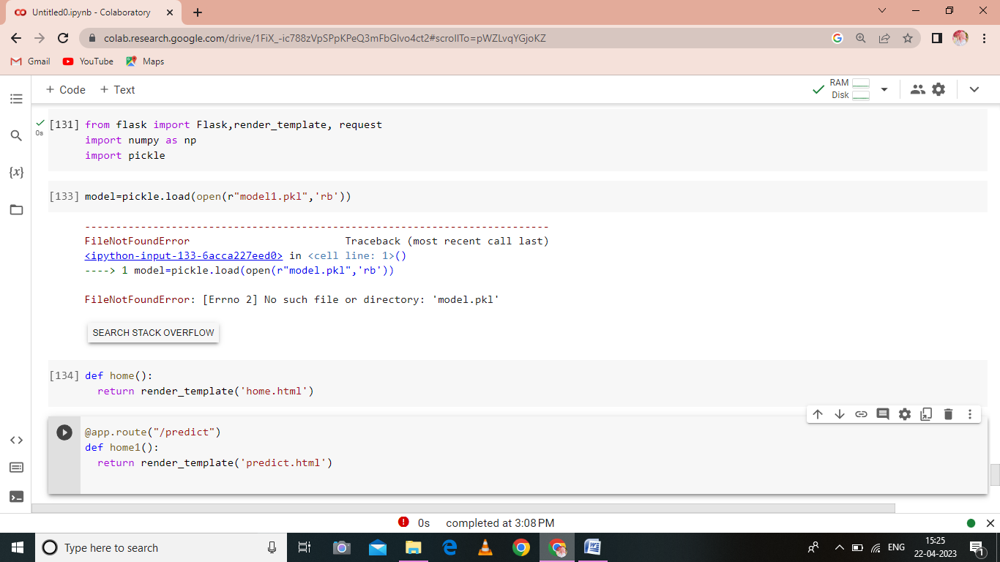 Untitled0.ipynb - Colaboratory
colab.research.google.com/drive/1FiX_-ic788zVpSPpKPeQ3mFbGlvo4ct2#scrollTo=pWZLvqYGjoKZ
Gmail YouTube Maps
+ Code + Text RAM
Disk
[131] from flask import Flask,render_template, request
0s
import numpy as np
import pickle
{x}
[133] model=pickle.load(open(r"model1.pkl",'rb'))
---------------------------------------------------------------------------
FileNotFoundError Traceback (most recent call last)
<ipython-input-133-6acca227eed0> in <cell line: 1>()
----> 1 model=pickle.load(open(r"model.pkl",'rb'))
FileNotFoundError: [Errno 2] No such file or directory: 'model.pkl'
SEARCH STACK OVERFLOW
[134] def home():
return render_template('home.html')
@app.route("/predict")
def home1():
return render_template('predict.html')
0s completed at 3:08 PM
Type here to search
ENG
15:25
22-04-2023
1